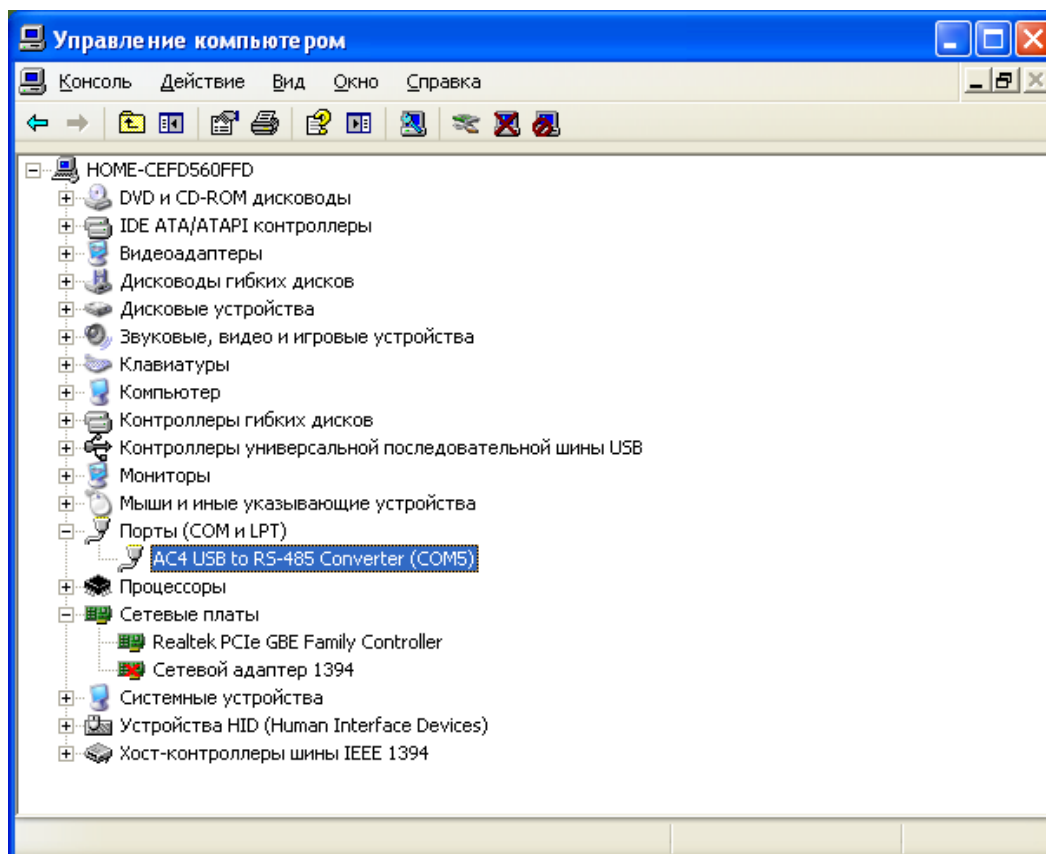 Управление компьютером
Консоль Действие Вид Окно Справка
HOME-CEFD560FFD
DVD и CD-ROM дисководы
IDE ATA/ATAPI контроллеры
Видеоадаптеры
Дисководы гибких дисков
Дисковые устройства
Звуковые, видео и игровые устройства
Клавиатуры
Компьютер
Контроллеры гибких дисков
Контроллеры универсальной последовательной шины USB
Мониторы
Мыши и иные указывающие устройства
Порты (COM и LPT)
AC4 USB to RS-485 Converter (COM5)
Процессоры
Сетевые платы
Realtek PCIe GBE Family Controller
Сетевой адаптер 1394
Системные устройства
Устройства HID (Human Interface Devices)
Хост-контроллеры шины IEEE 1394